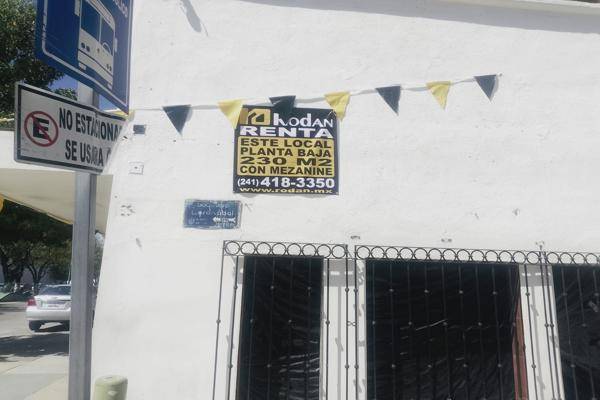 E
NO ESTACIONA
SE USARA
Rodan
RENTA
ESTE LOCAL
PLANTA BAJA
230 M2
CON MEZANINE
(241) 418-3350
www.rodan.mx